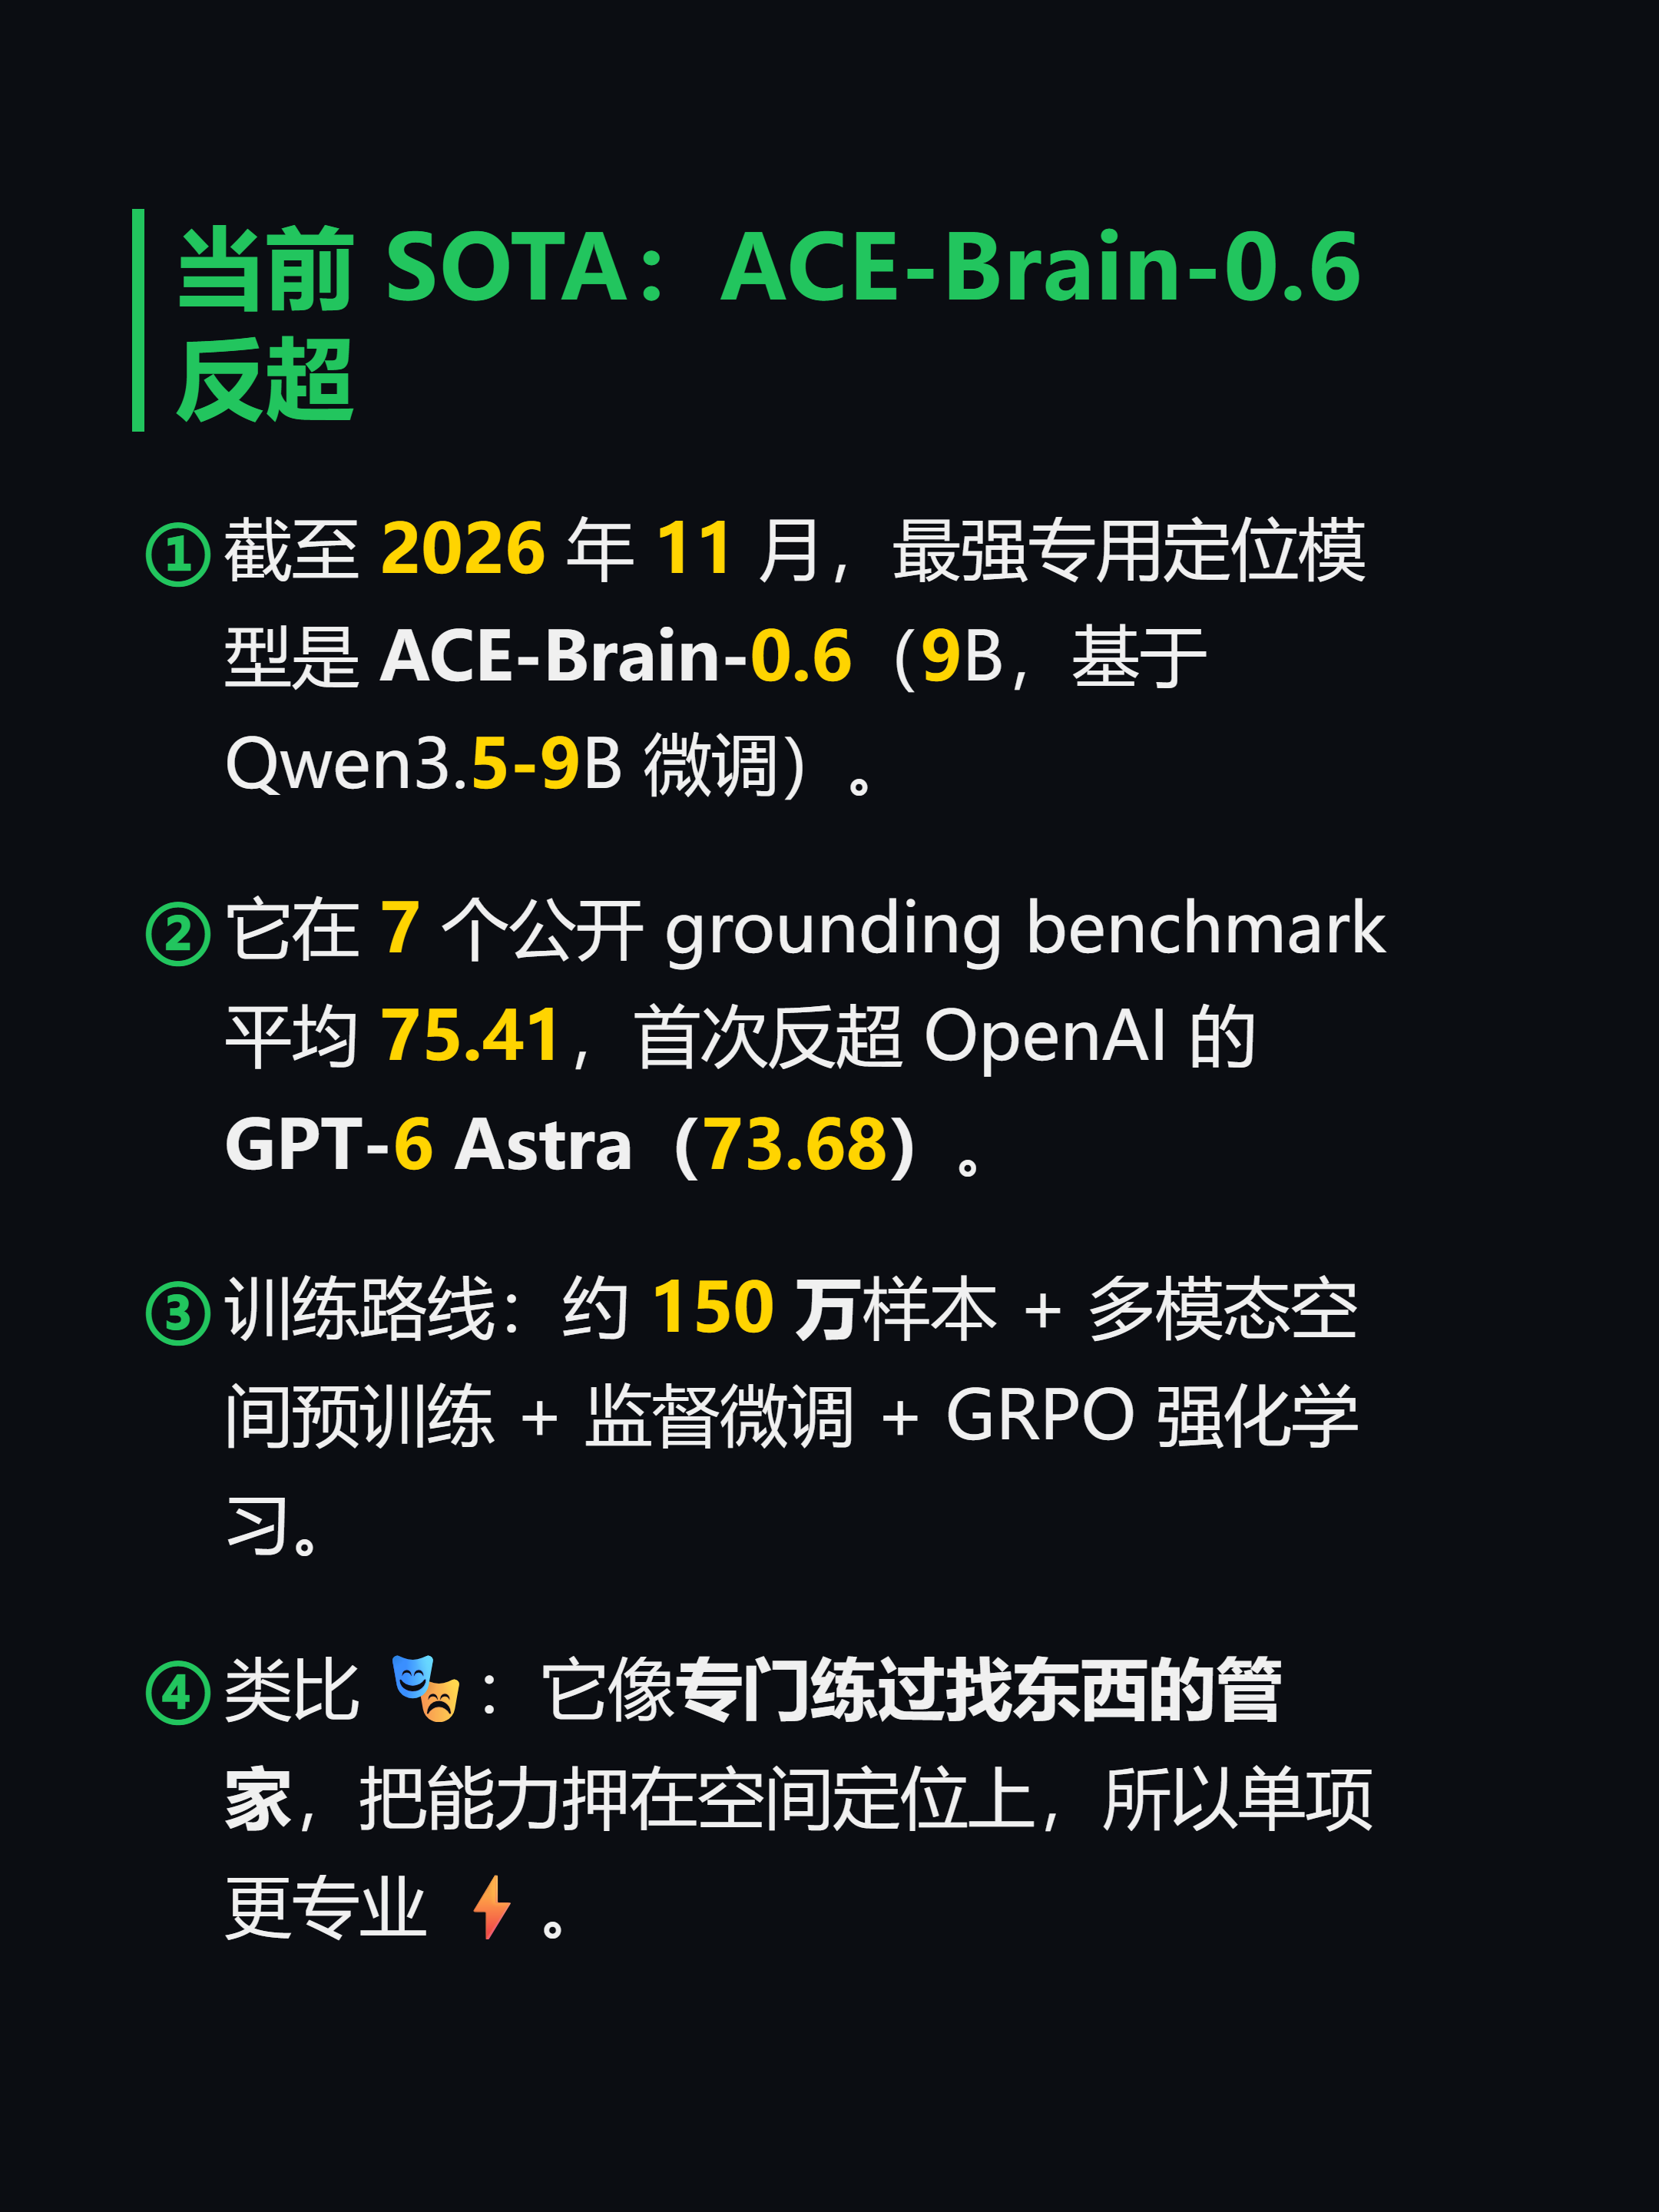 当前 SOTA：ACE-Brain-0.6
反超
① 截至 2026 年 11 月，最强专用定位模
型是 ACE-Brain-0.6（9B，基于
Qwen3.5-9B 微调）。
② 它在 7 个公开 grounding benchmark
平均 75.41，首次反超 OpenAI 的
GPT-6 Astra（73.68）。
③ 训练路线：约 150 万样本 + 多模态空
间预训练 + 监督微调 + GRPO 强化学
习。
④ 类比 🎭：它像专门练过找东西的管
家，把能力押在空间定位上，所以单项
更专业 ⚡。